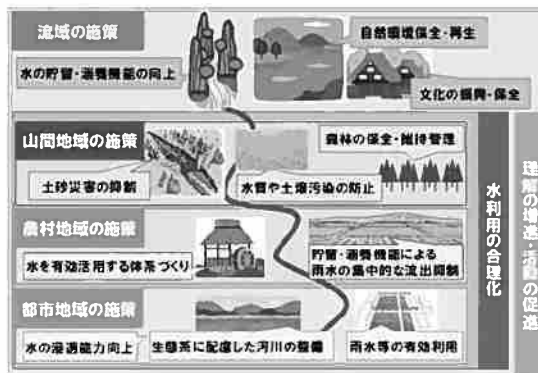 流域の施策
自然環境保全・再生
水の貯留・涵養機能の向上
文化の振興・保全
山間地域の施策
森林の保全・維持管理
土砂災害の抑制
水質や土壌汚染の防止
農村地域の施策
水を有効活用する体系づくり
貯留・涵養機能による
雨水の集中的な流出抑制
都市地域の施策
水の浸透能力向上
生態系に配慮した河川の整備
雨水等の有効利用
水利用の合理化
理解の増進・活動の促進